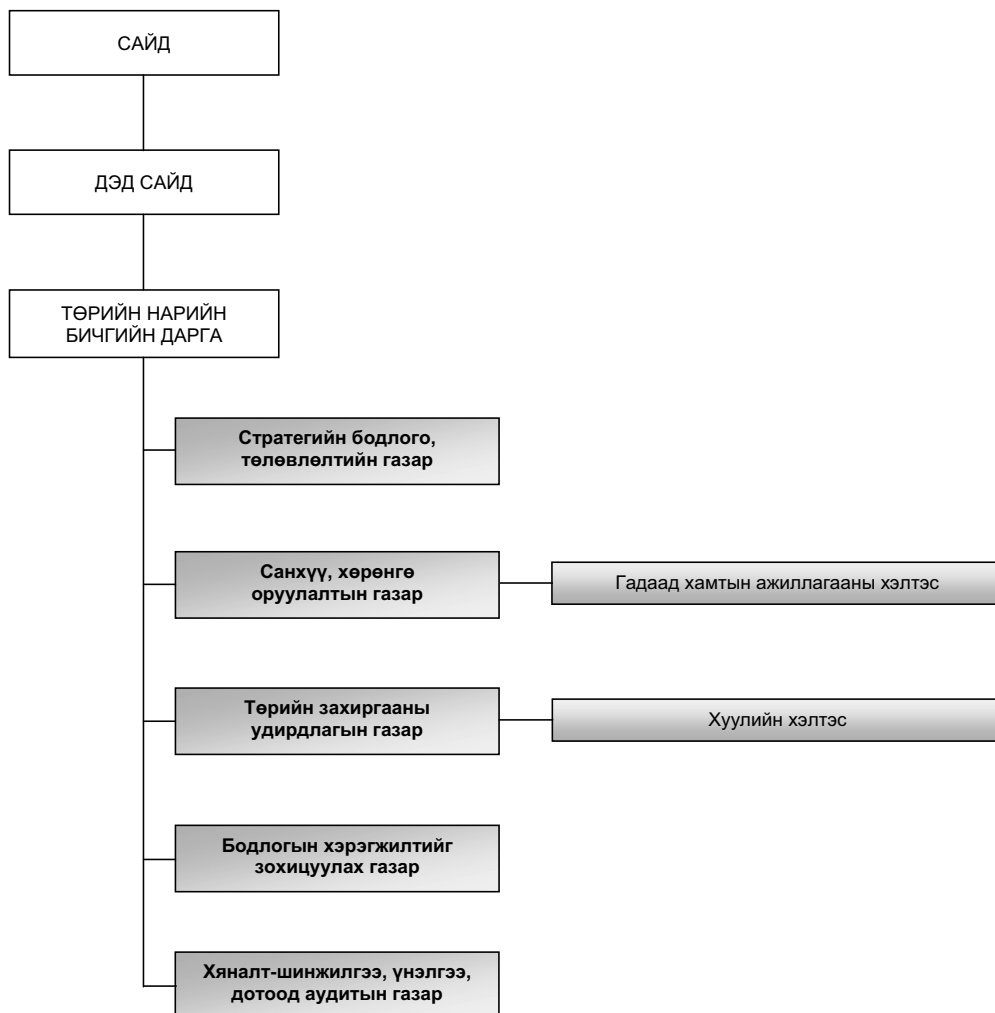 САЙД
ДЭД САЙД
ТӨРИЙН НАРИЙН
БИЧГИЙН ДАРГА
Стратегийн бодлого,
төлөвлөлтийн газар
Санхүү, хөрөнгө
оруулалтын газар
Гадаад хамтын ажиллагааны хэлтэс
Төрийн захиргааны
удирдлагын газар
Хуулийн хэлтэс
Бодлогын хэрэгжилтийг
зохицуулах газар
Хяналт-шинжилгээ, үнэлгээ,
дотоод аудитын газар